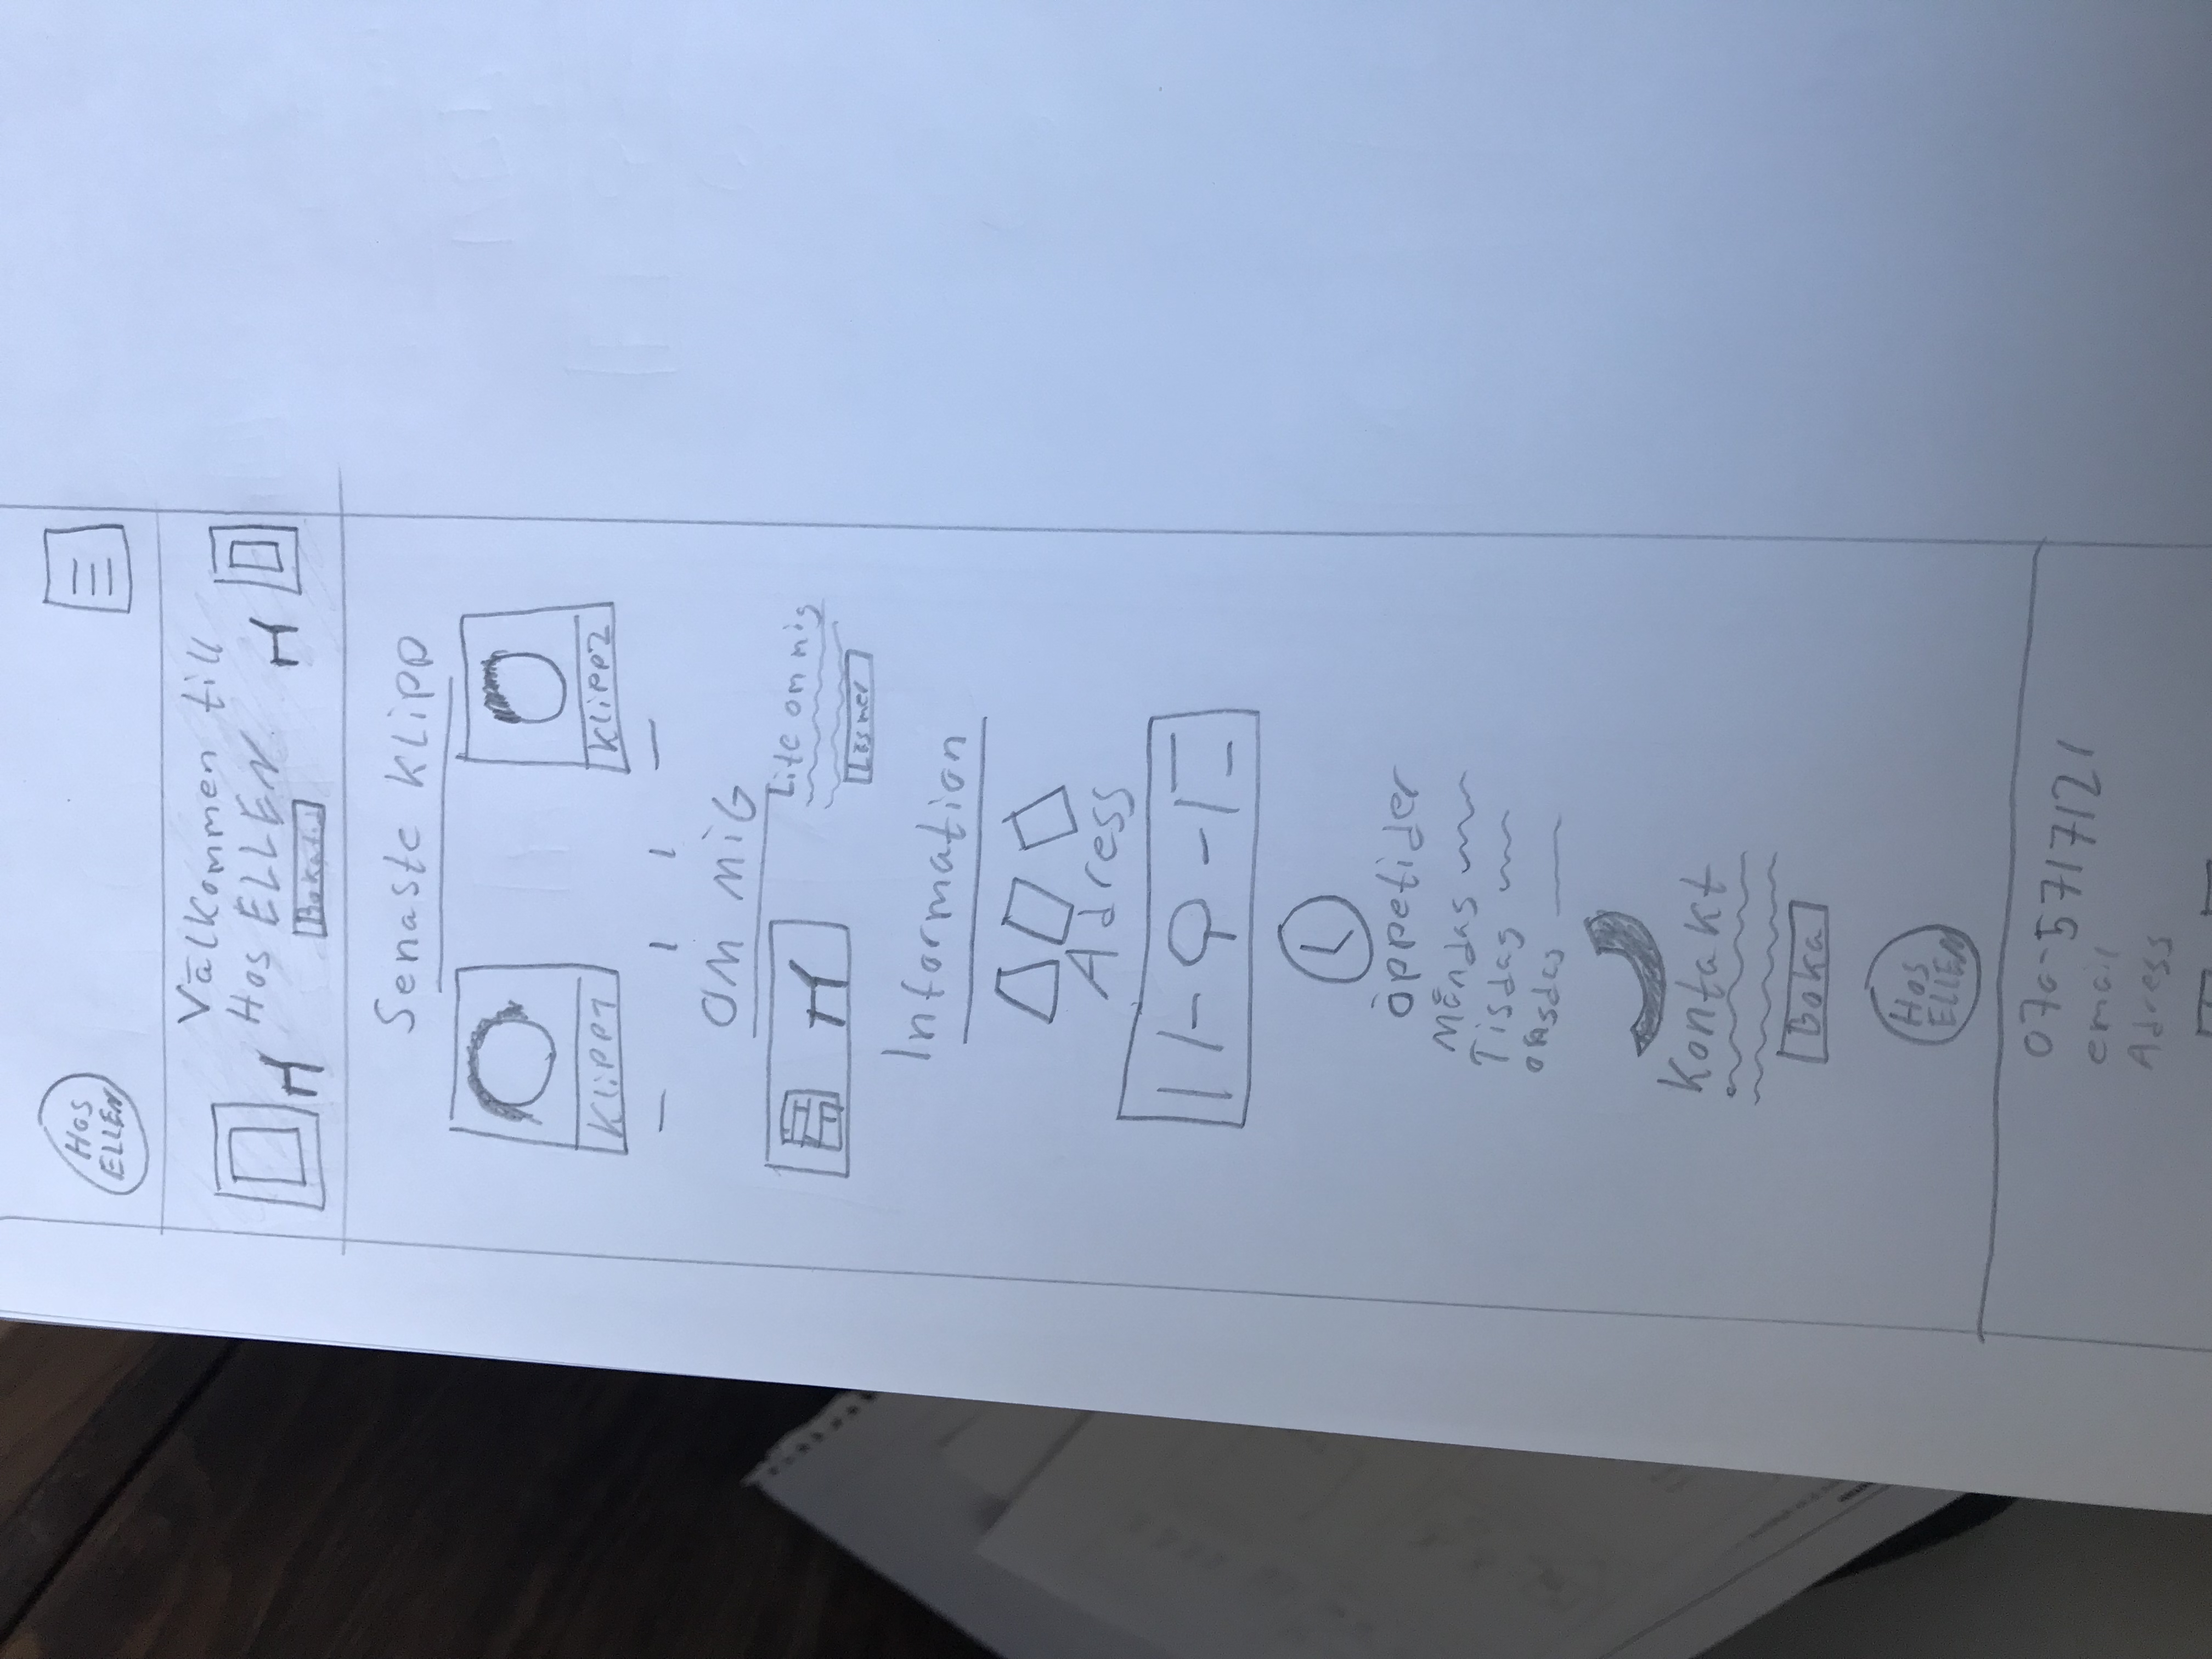 Hos
ELLEN
Välkommen till
Hos ELLEN
Boka tid
Senaste KLipp
KLipp1
KLipp2
OM MiG
Lite om mig
Läs mer
Information
Adress
öppetider
Måndag
Tisdag
onsdag
Kontakt
Boka
Hos
ELLEN
070-5717121
email
Adress